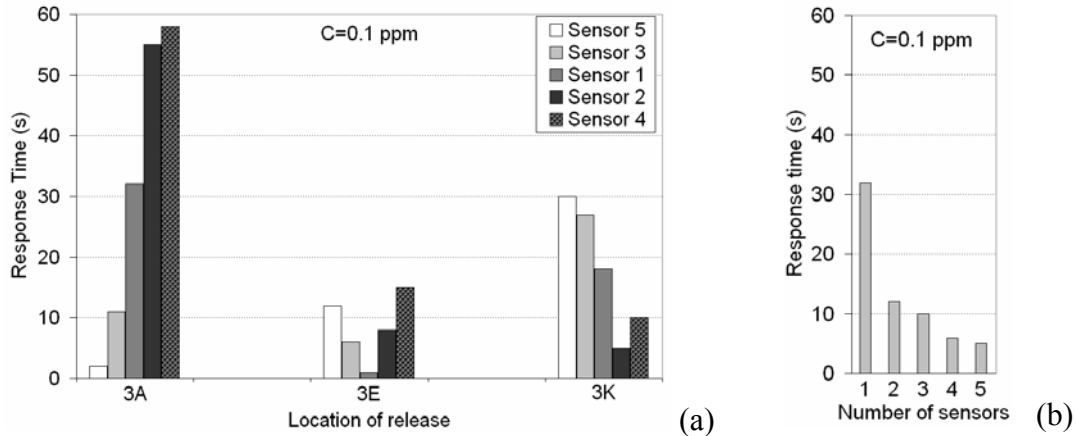 C=0.1 ppm
Sensor 5
Sensor 3
Sensor 1
Sensor 2
Sensor 4
Response Time (s)
60
50
40
30
20
10
0
3A 3E 3K
Location of release
(a)
C=0.1 ppm
Response time (s)
60
50
40
30
20
10
0
1 2 3 4 5
Number of sensors
(b)